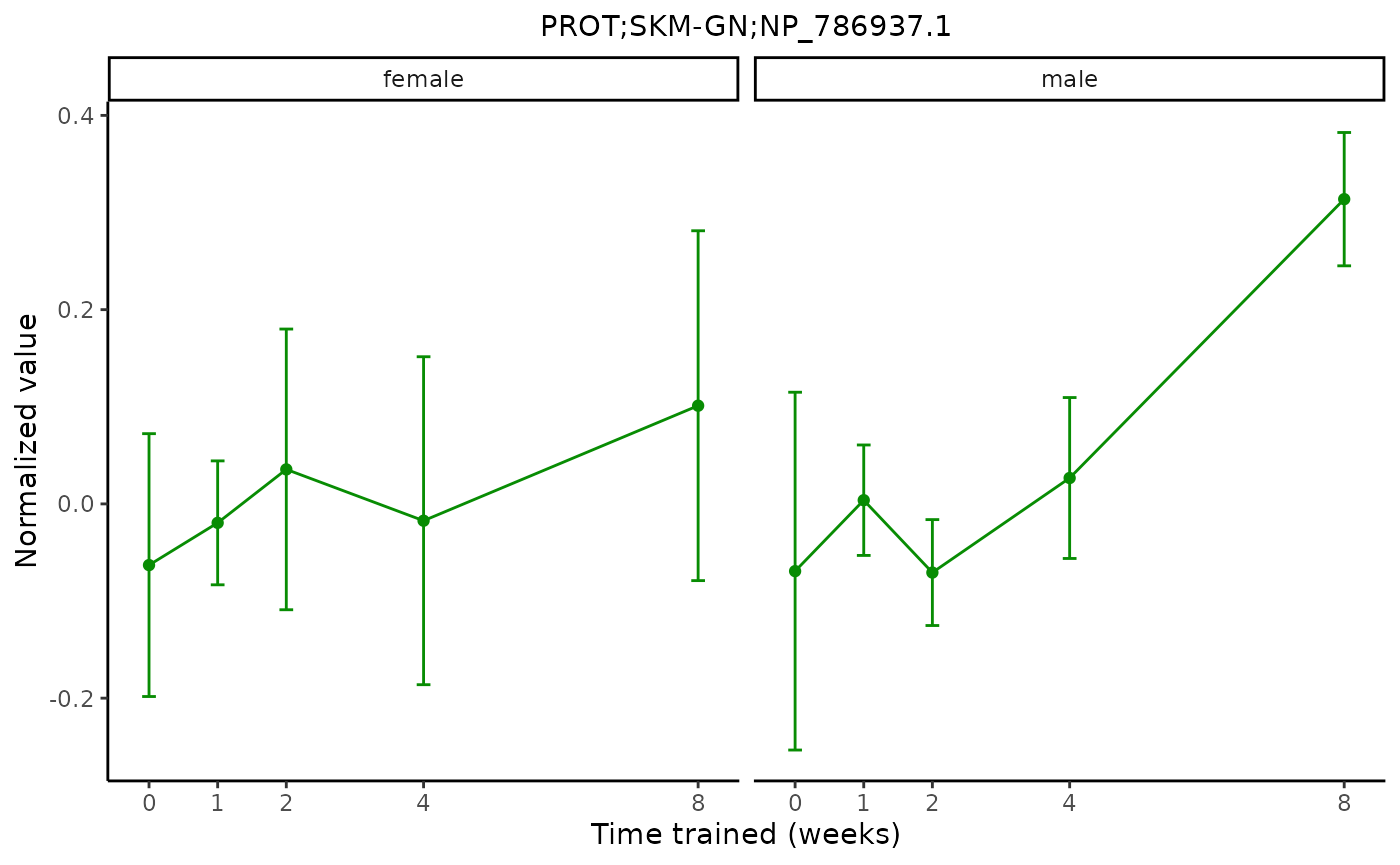 PROT;SKM-GN;NP_786937.1
female male
0.4
0.2
0.0
-0.2
Normalized value
0 1 2 4 8 0 1 2 4 8
Time trained (weeks)